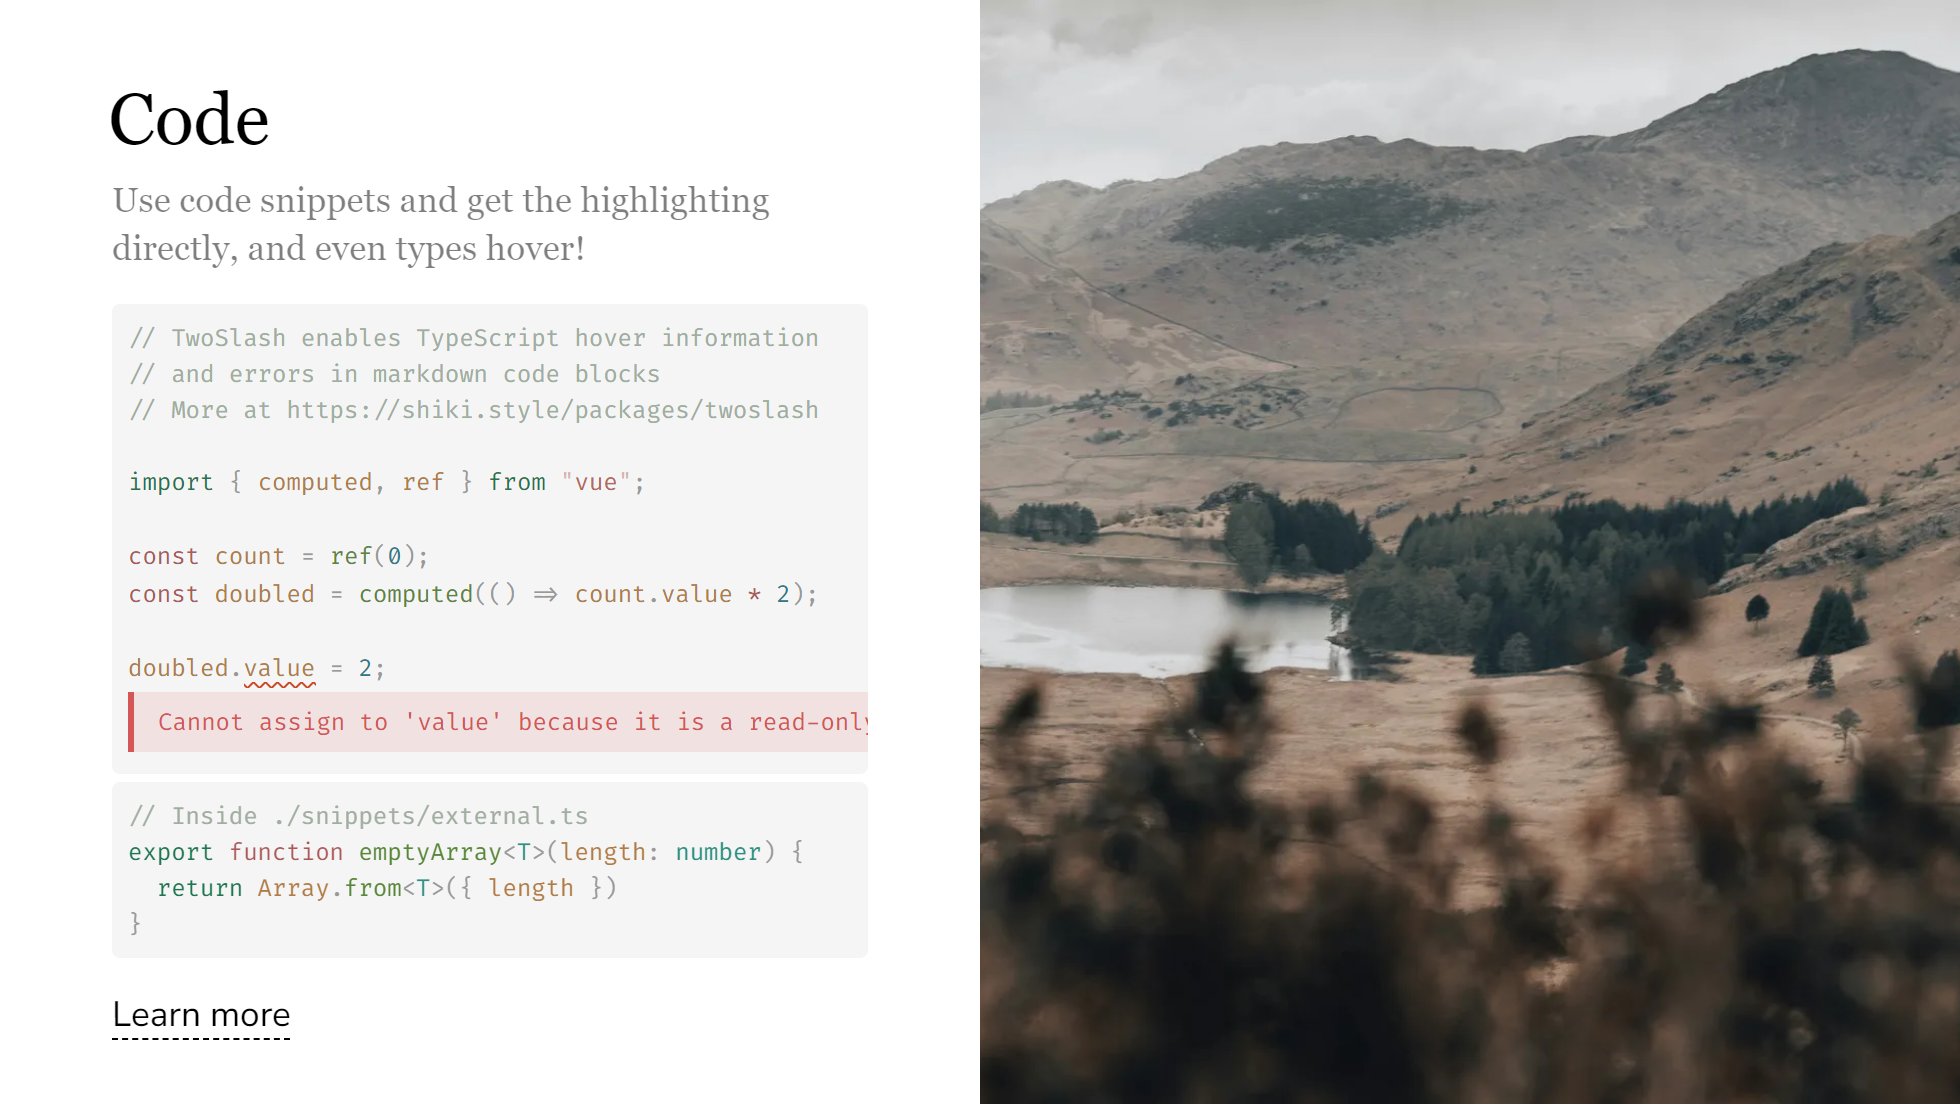 Code
Use code snippets and get the highlighting
directly, and even types hover!
// TwoSlash enables TypeScript hover information
// and errors in markdown code blocks
// More at https://shiki.style/packages/twoslash
import { computed, ref } from "vue";
const count = ref(0);
const doubled = computed(() => count.value * 2);
doubled.value = 2;
Cannot assign to 'value' because it is a read-only
// Inside ./snippets/external.ts
export function emptyArray<T>(length: number) {
  return Array.from<T>({ length })
}
Learn more